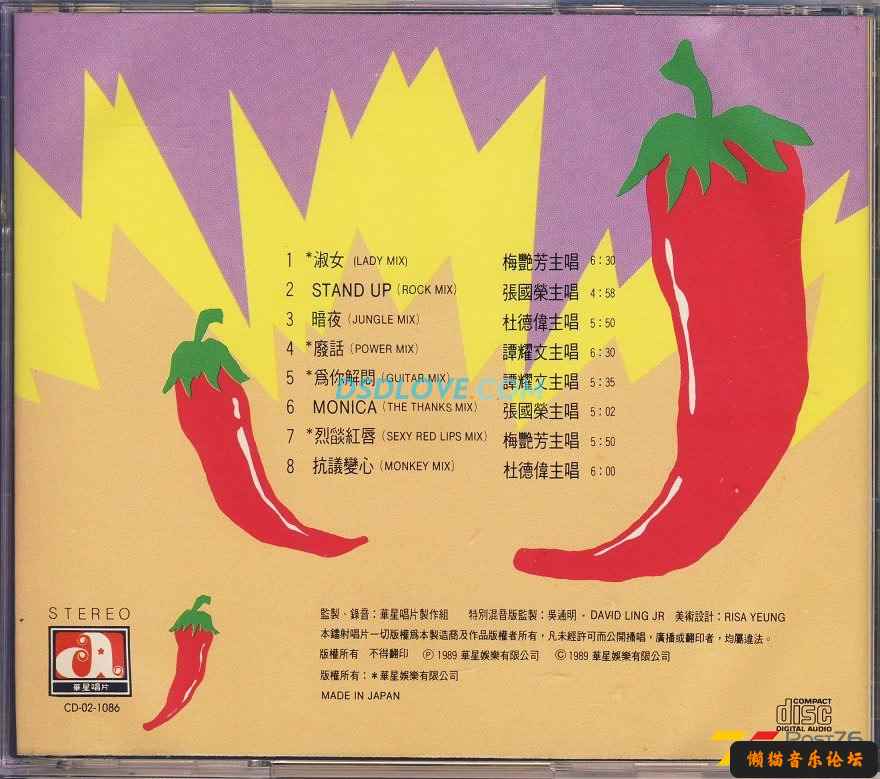 1 *淑女 (LADY MIX) 梅艷芳主唱 6:30
2 STAND UP (ROCK MIX) 張國榮主唱 4:58
3 暗夜 (JUNGLE MIX) 杜德偉主唱 5:50
4 *廢話 (POWER MIX) 譚耀文主唱 6:30
5 *爲你解悶 (GUITAR MIX) 譚耀文主唱 5:35
DSDLOVE.COM
6 MONICA (THE THANKS MIX) 張國榮主唱 5:02
7 *烈燄紅唇 (SEXY RED LIPS MIX) 梅艷芳主唱 5:50
8 抗議變心 (MONKEY MIX) 杜德偉主唱 6:00
STEREO
a
華星唱片
CD-02-1086
監製、錄音:華星唱片製作組 特別混音版監製:吳通明·DAVID LING JR 美術設計:RISA YEUNG
本鐳射唱片一切版權爲本製造商及作品版權者所有,凡未經許可而公開播唱,廣播或翻印者,均屬違法。
版權所有 不得翻印 Ⓟ1989 華星娛樂有限公司 ©1989 華星娛樂有限公司
版權所有:*華星娛樂有限公司
MADE IN JAPAN
COMPACT
disc
DIGITAL AUDIO
Post76
懒猫音乐论坛